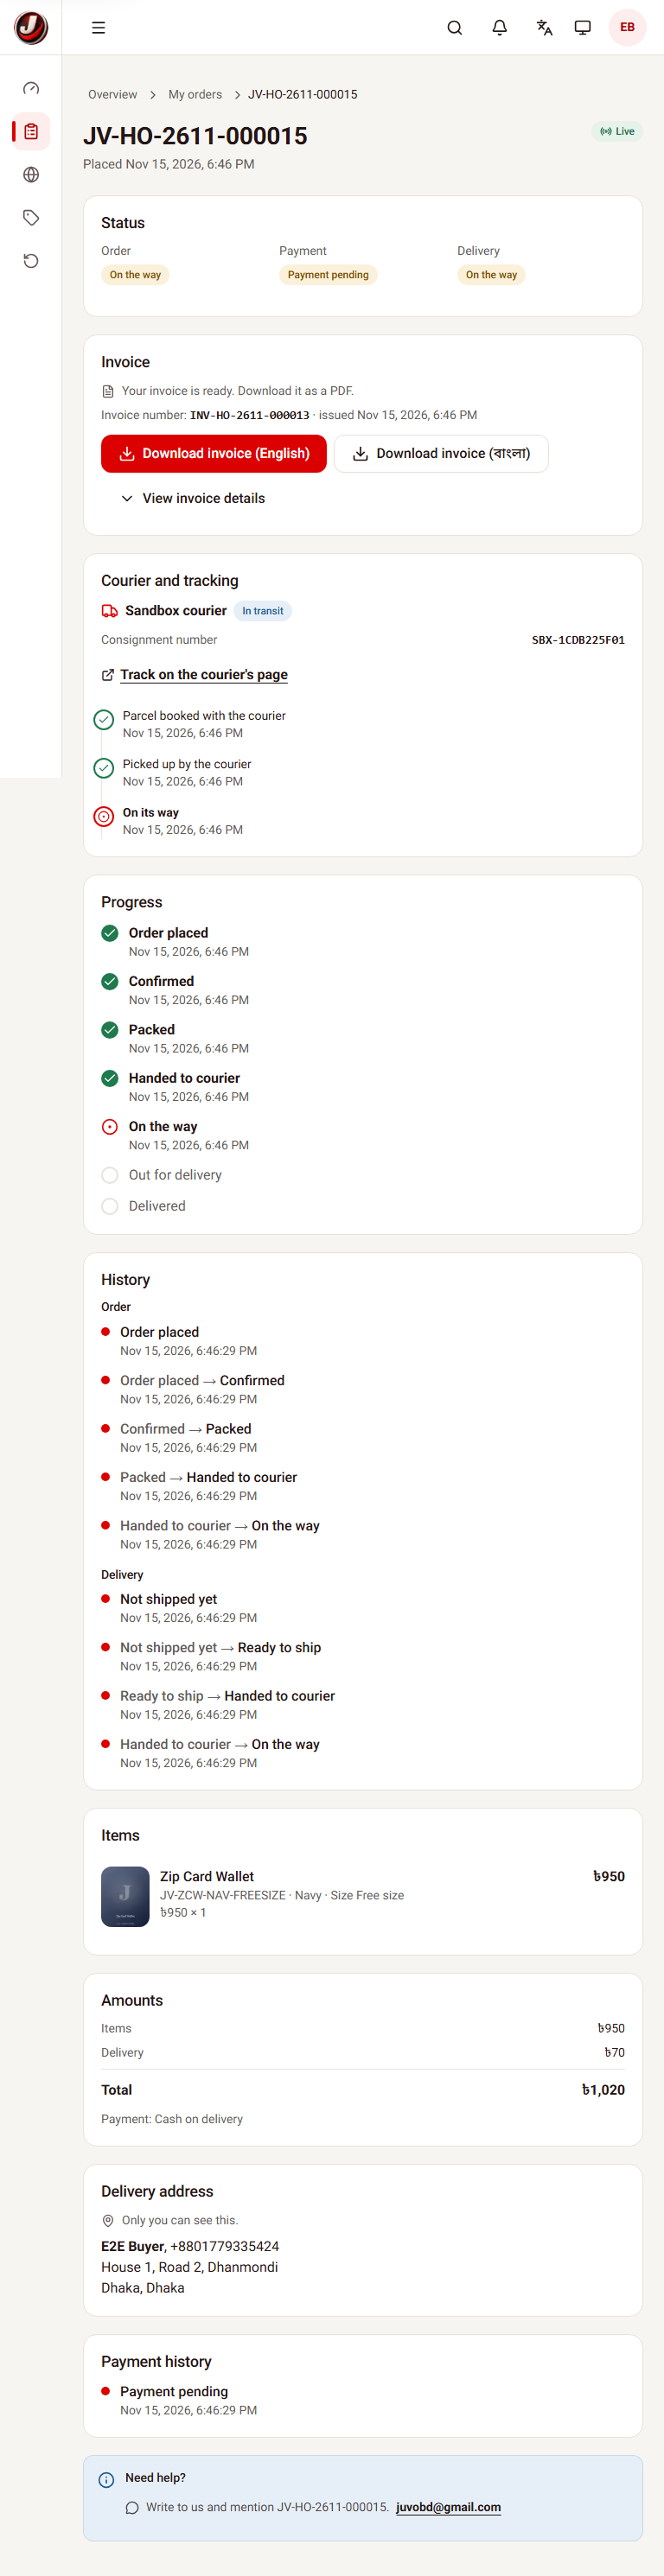 J
EB
Overview > My orders > JV-HO-2611-000015
JV-HO-2611-000015
Live
Placed Nov 15, 2026, 6:46 PM
Status
Order
Payment
Delivery
On the way
Payment pending
On the way
Invoice
Your invoice is ready. Download it as a PDF.
Invoice number: INV-HO-2611-000013 · issued Nov 15, 2026, 6:46 PM
Download invoice (English)
Download invoice (বাংলা)
View invoice details
Courier and tracking
Sandbox courier
In transit
Consignment number
SBX-1CDB225F01
Track on the courier's page
Parcel booked with the courier
Nov 15, 2026, 6:46 PM
Picked up by the courier
Nov 15, 2026, 6:46 PM
On its way
Nov 15, 2026, 6:46 PM
Progress
Order placed
Nov 15, 2026, 6:46 PM
Confirmed
Nov 15, 2026, 6:46 PM
Packed
Nov 15, 2026, 6:46 PM
Handed to courier
Nov 15, 2026, 6:46 PM
On the way
Nov 15, 2026, 6:46 PM
Out for delivery
Delivered
History
Order
Order placed
Nov 15, 2026, 6:46:29 PM
Order placed → Confirmed
Nov 15, 2026, 6:46:29 PM
Confirmed → Packed
Nov 15, 2026, 6:46:29 PM
Packed → Handed to courier
Nov 15, 2026, 6:46:29 PM
Handed to courier → On the way
Nov 15, 2026, 6:46:29 PM
Delivery
Not shipped yet
Nov 15, 2026, 6:46:29 PM
Not shipped yet → Ready to ship
Nov 15, 2026, 6:46:29 PM
Ready to ship → Handed to courier
Nov 15, 2026, 6:46:29 PM
Handed to courier → On the way
Nov 15, 2026, 6:46:29 PM
Items
J
Zip Card Wallet
৳950
JV-ZCW-NAV-FREESIZE · Navy · Size Free size
৳950 × 1
Amounts
Items
৳950
Delivery
৳70
Total
৳1,020
Payment: Cash on delivery
Delivery address
Only you can see this.
E2E Buyer, +8801779335424
House 1, Road 2, Dhanmondi
Dhaka, Dhaka
Payment history
Payment pending
Nov 15, 2026, 6:46:29 PM
Need help?
Write to us and mention JV-HO-2611-000015. juvobd@gmail.com